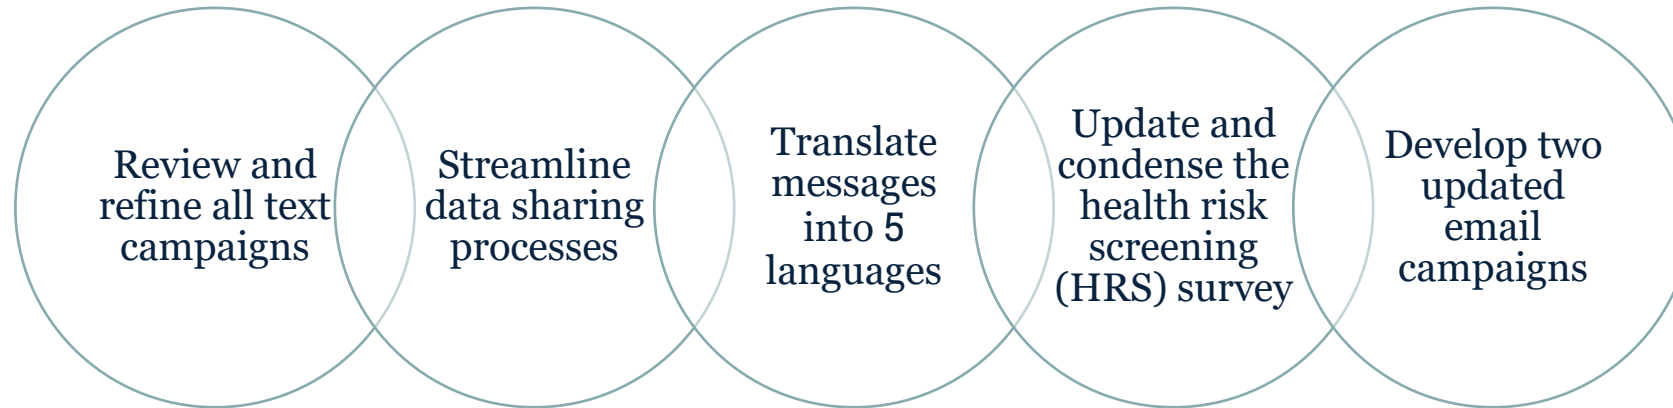 Review and
refine all text
campaigns
Streamline
data sharing
processes
Translate
messages
into 5
languages
Update and
condense the
health risk
screening
(HRS) survey
Develop two
updated
email
campaigns